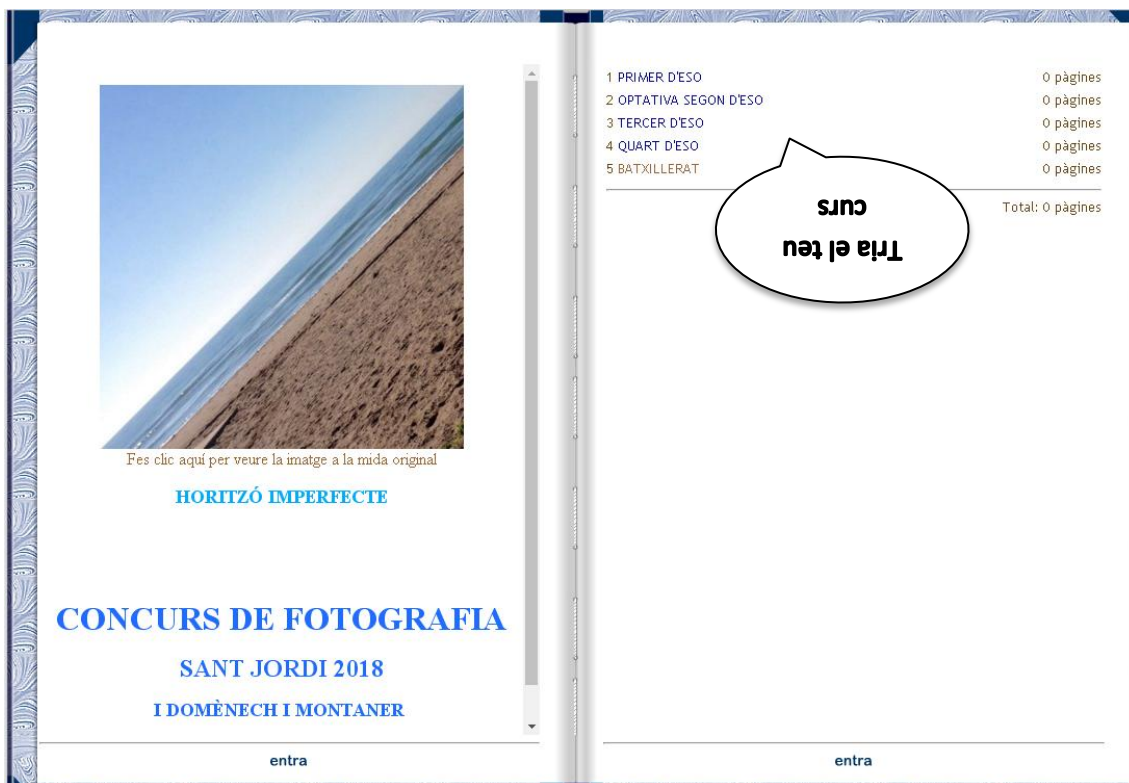 Fes clic aquí per veure la imatge a la mida original
HORITZÓ IMPERFECTE
CONCURS DE FOTOGRAFIA
SANT JORDI 2018
I DOMÈNECH I MONTANER
entra
1 PRIMER D'ESO 0 pàgines
2 OPTATIVA SEGON D'ESO 0 pàgines
3 TERCER D'ESO 0 pàgines
4 QUART D'ESO 0 pàgines
5 BATXILLERAT 0 pàgines
Total: 0 pàgines
Tria el teu
curs
entra